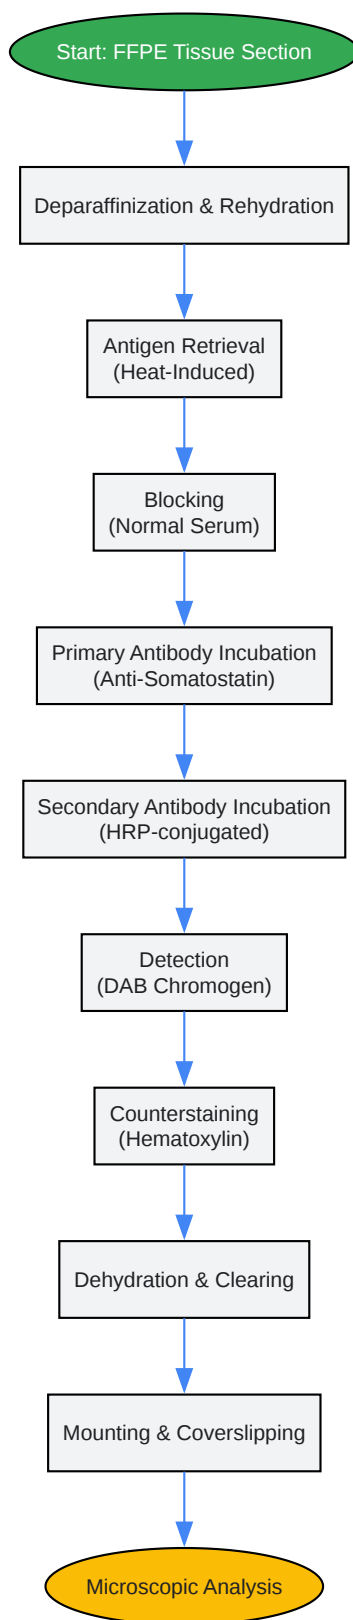 Start: FFPE Tissue Section
Deparaffinization & Rehydration
Antigen Retrieval
(Heat-Induced)
Blocking
(Normal Serum)
Primary Antibody Incubation
(Anti-Somatostatin)
Secondary Antibody Incubation
(HRP-conjugated)
Detection
(DAB Chromogen)
Counterstaining
(Hematoxylin)
Dehydration & Clearing
Mounting & Coverslipping
Microscopic Analysis